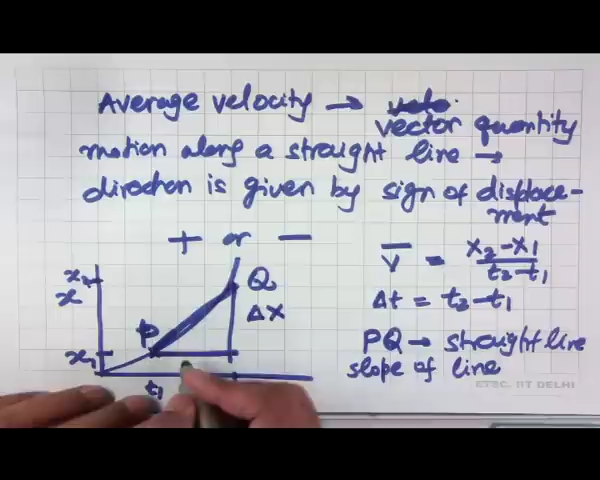 Average velocity → vector quantity
motion along a straight line →
direction is given by sign of displace-
ment
+ or −
x2
x
x1
P
Q
Δx
t1
v̅ = x2-x1 / t2-t1
Δt = t2-t1
PQ → straight line
slope of line
ETSC, IIT DELHI